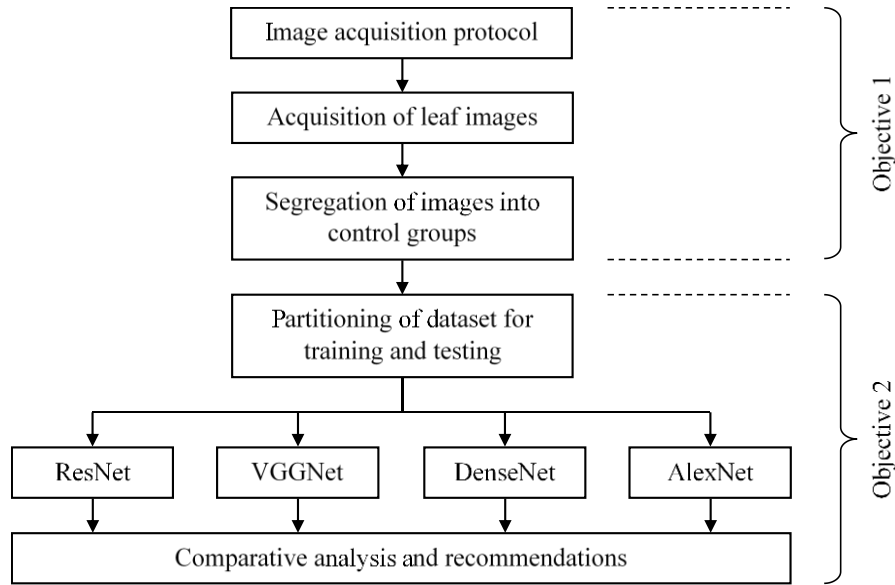 Image acquisition protocol
Acquisition of leaf images
Segregation of images into
control groups
Objective 1
Partitioning of dataset for
training and testing
ResNet
VGGNet
DenseNet
AlexNet
Comparative analysis and recommendations
Objective 2